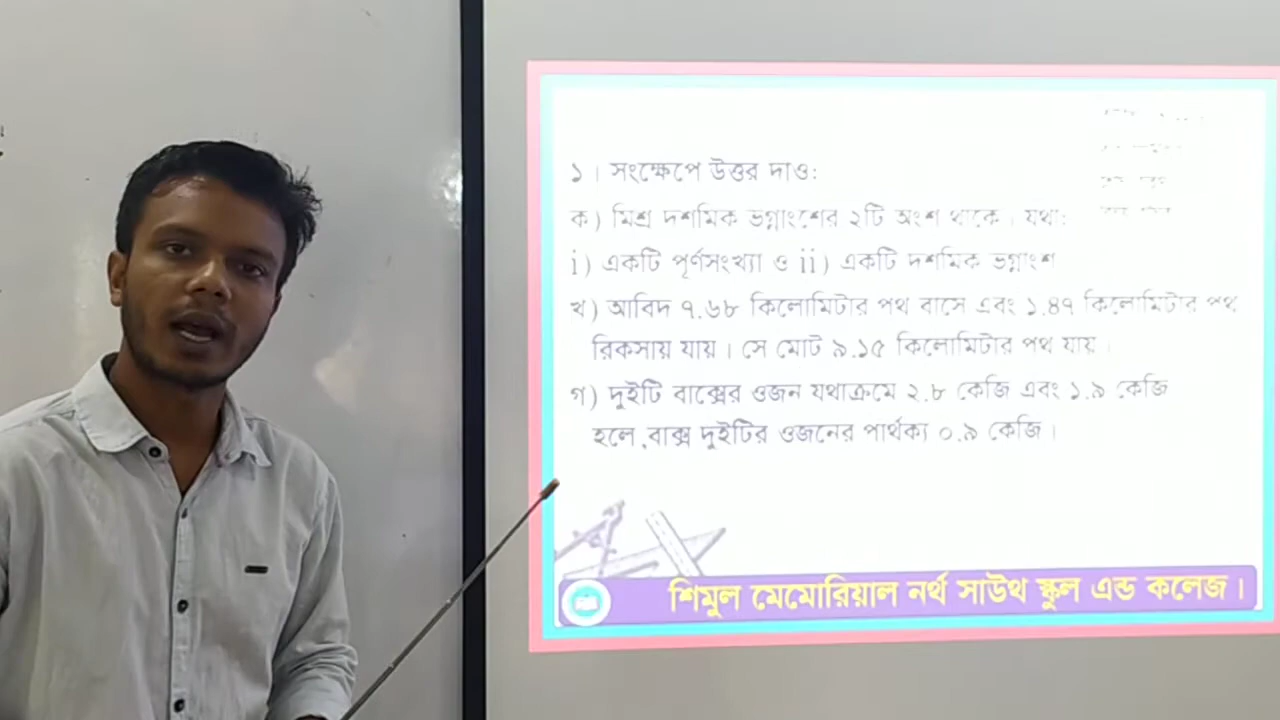 ১। সংক্ষেপে উত্তর দাও:
ক) মিশ্র দশমিক ভগ্নাংশের ২টি অংশ থাকে। যথা:
i) একটি পূর্ণসংখ্যা ও ii) একটি দশমিক ভগ্নাংশ
খ) আবিদ ৭.৬৮ কিলোমিটার পথ বাসে এবং ১.৪৭ কিলোমিটার পথ
রিকসায় যায়। সে মোট ৯.১৫ কিলোমিটার পথ যায়।
গ) দুইটি বাক্সের ওজন যথাক্রমে ২.৮ কেজি এবং ১.৯ কেজি
হলে,বাক্স দুইটির ওজনের পার্থক্য ০.৯ কেজি।
শিমুল মেমোরিয়াল নর্থ সাউথ স্কুল এন্ড কলেজ।